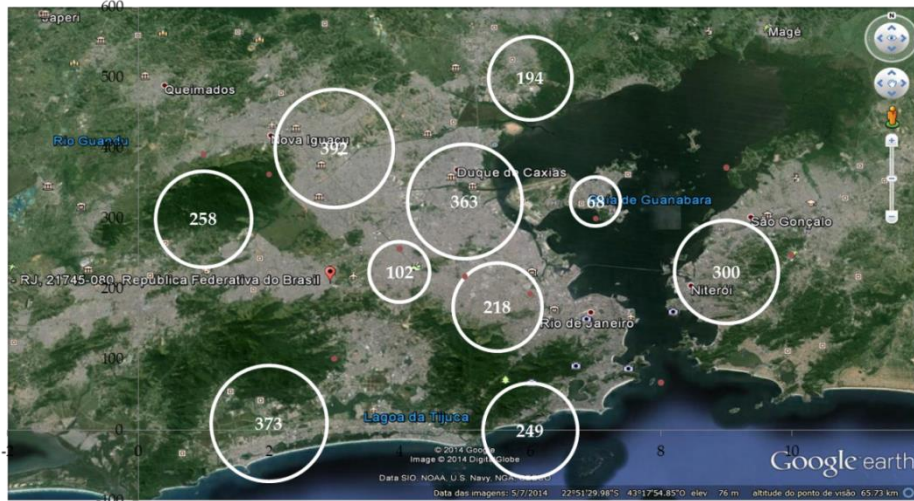 600
Japeri
Magé
N
500
194
Queimados
Rio Guandu
Nova Iguaçu
400
392
Duque de Caxias
363
68
Baía de Guanabara
300
258
São Gonçalo
- RJ, 21745-080, República Federativa do Brasil
200
102
300
Niterói
218
Rio de Janeiro
100
373
Lagoa da Tijuca
249
0
-2
0
2
4
6
8
10
© 2014 Google
Image © 2014 DigitalGlobe
Data SIO, NOAA, U.S. Navy, NGA, GEBCO
Google earth
Data das imagens: 5/7/2014 22°51'29.98"S 43°17'54.85"O elev 76 m altitude do ponto de visão 65.73 km
-100